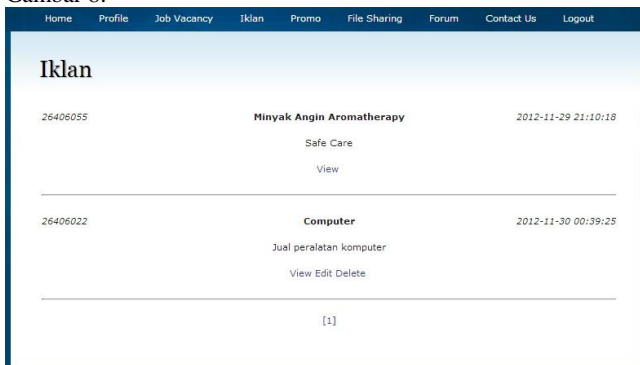 Home Profile Job Vacancy Iklan Promo File Sharing Forum Contact Us Logout
Iklan
26406055 Minyak Angin Aromatherapy 2012-11-29 21:10:18
Safe Care
View
26406022 Computer 2012-11-30 00:39:25
Jual peralatan komputer
View Edit Delete
[1]